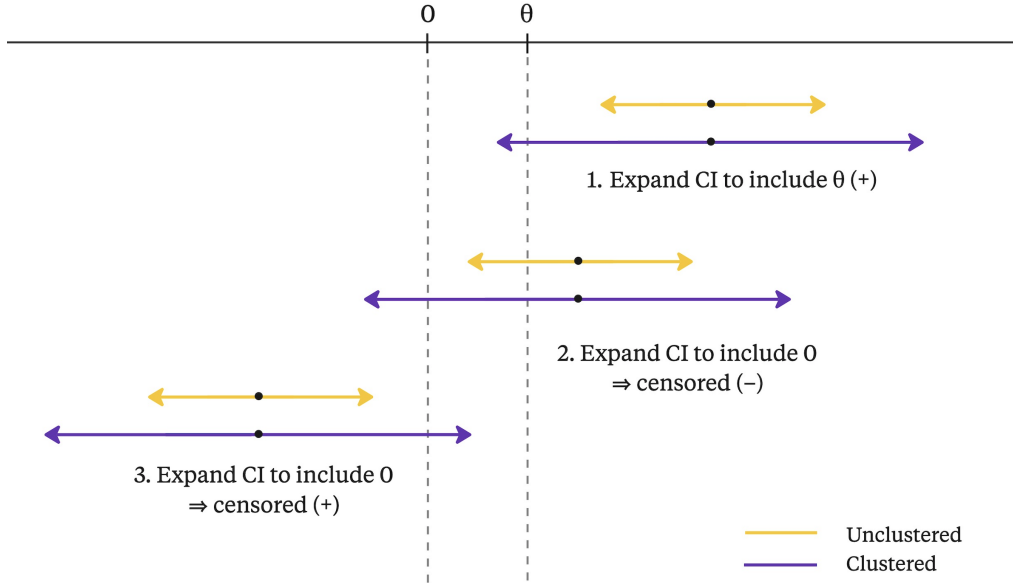 0 θ
1. Expand CI to include θ (+)
2. Expand CI to include 0
⇒ censored (–)
3. Expand CI to include 0
⇒ censored (+)
Unclustered
Clustered